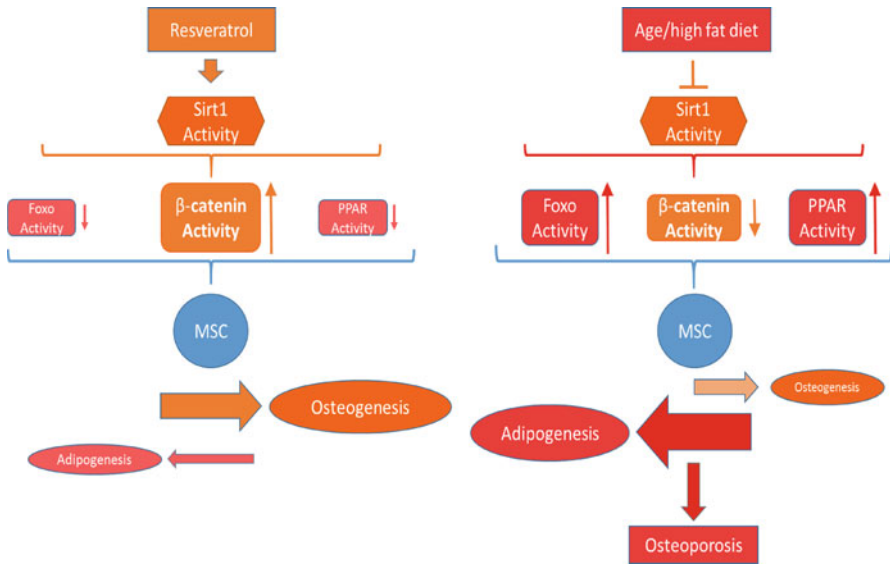 Resveratrol
Sirt1
Activity
Foxo
Activity
β-catenin
Activity
PPAR
Activity
MSC
Osteogenesis
Adipogenesis
Age/high fat diet
Sirt1
Activity
Foxo
Activity
β-catenin
Activity
PPAR
Activity
MSC
Osteogenesis
Adipogenesis
Osteoporosis